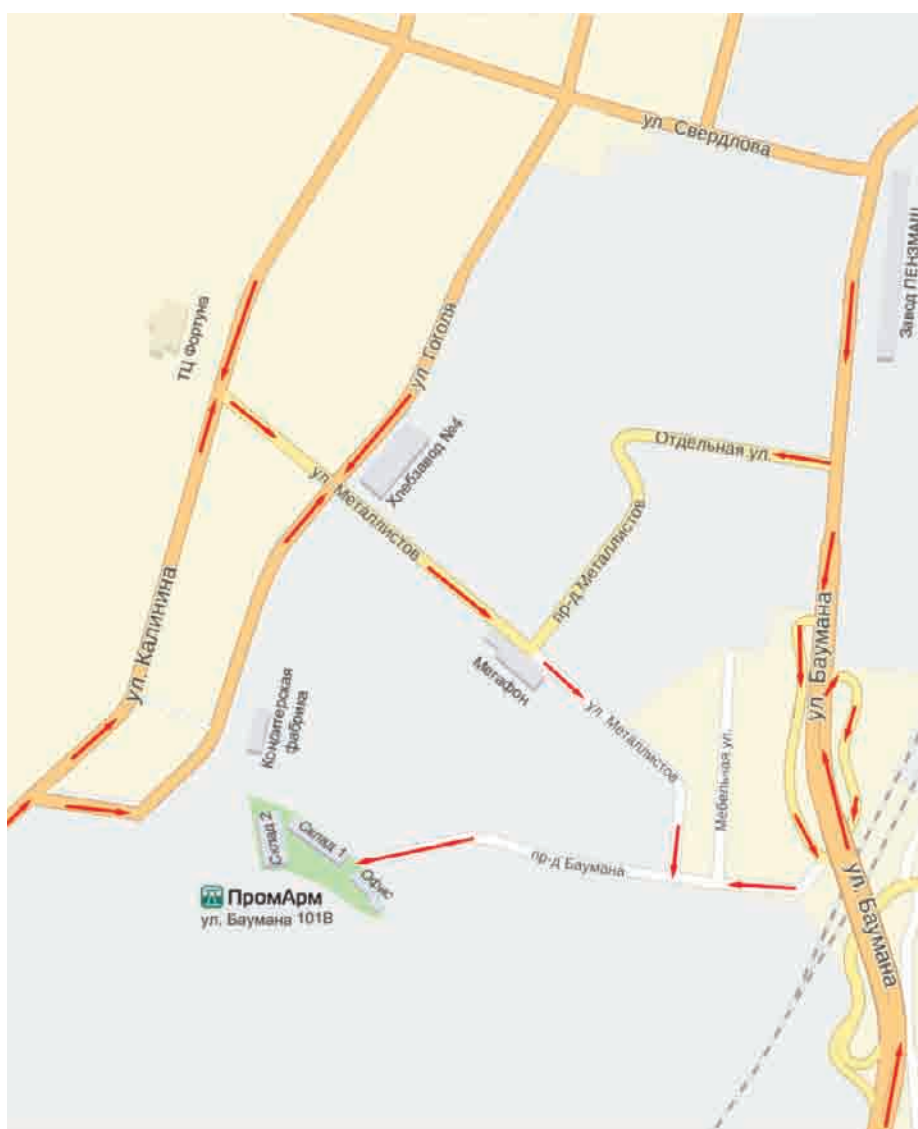 ул. Свердлова
Завод ПЕНЗМАШ
ТЦ Фортуна
ул. Гоголя
Хлебзавод №4
Отдельная ул.
ул. Металлистов
пр-д Металлистов
ул. Калинина
ул. Баумана
Мегафон
ул. Металлистов
Кондитерская
фабрика
Мебельная ул.
Склад 2
Склад 1
Офис
пр-д Баумана
ул. Баумана
ПромАрм
ул. Баумана 101В